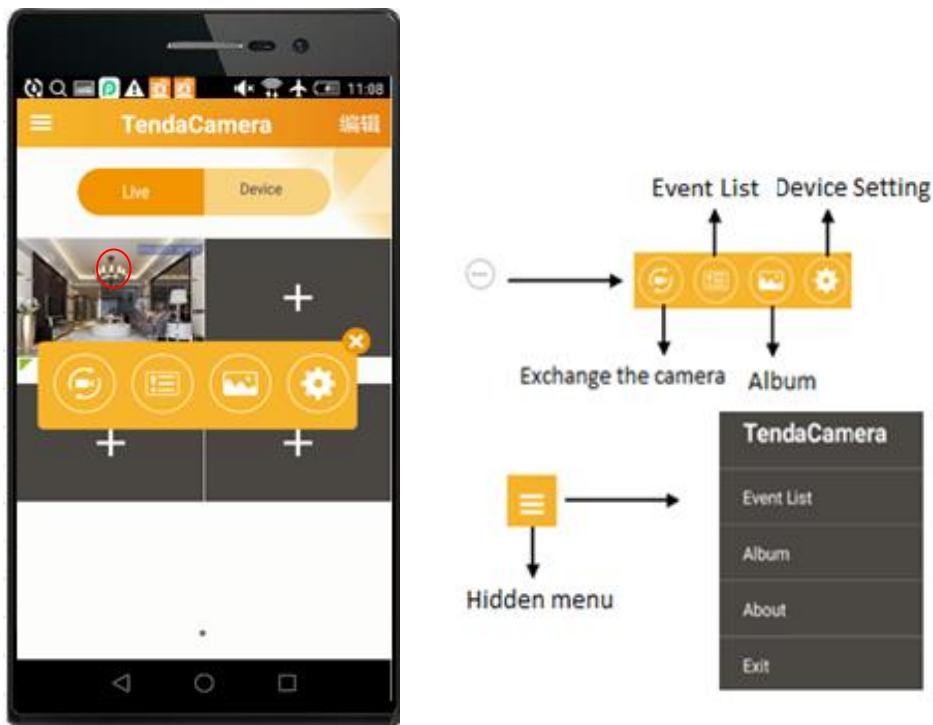 11:08
TendaCamera
编辑
Live
Device
Event List
Device Setting
Exchange the camera
Album
Hidden menu
TendaCamera
Event List
Album
About
Exit